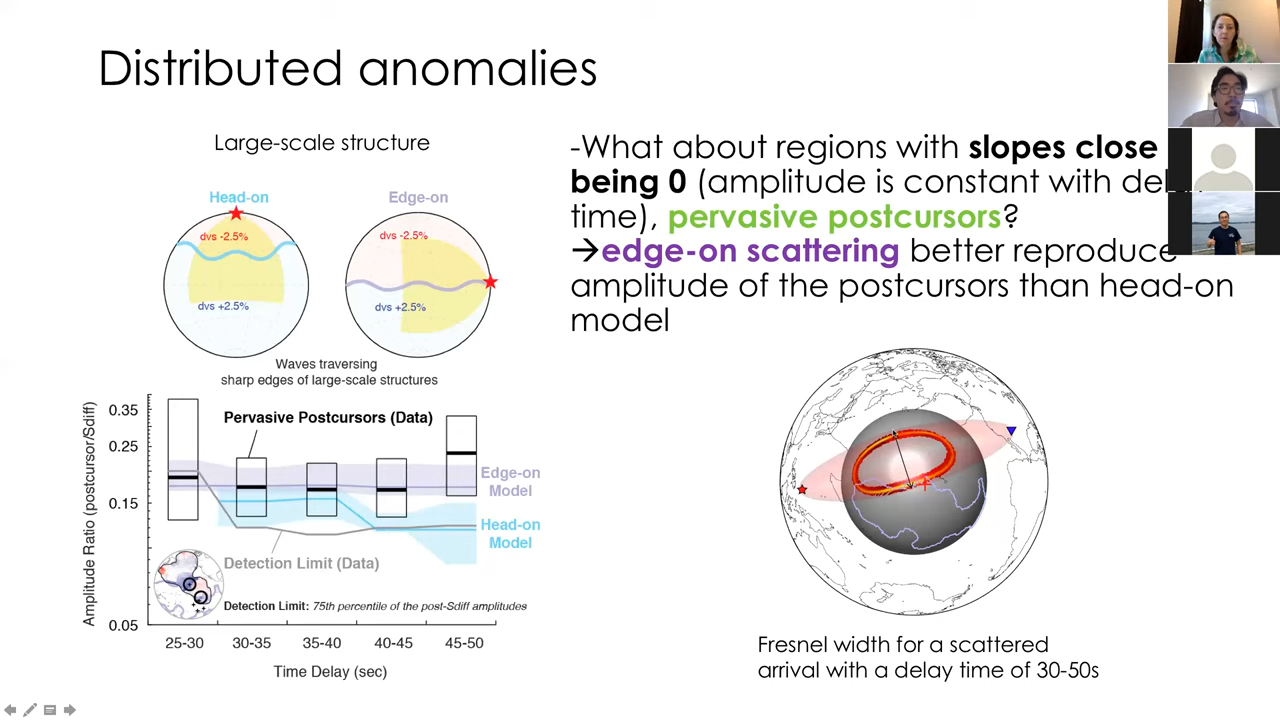 Distributed anomalies
Large-scale structure
Head-on
Edge-on
dvs -2.5%
dvs -2.5%
dvs +2.5%
dvs +2.5%
Waves traversing
sharp edges of large-scale structures
Amplitude Ratio (postcursor/Sdiff)
0.35
0.25
0.15
0.05
Pervasive Postcursors (Data)
Edge-on
Model
Head-on
Model
Detection Limit (Data)
Detection Limit: 75th percentile of the post-Sdiff amplitudes
25-30
30-35
35-40
40-45
45-50
Time Delay (sec)
-What about regions with slopes close
being 0 (amplitude is constant with
time), pervasive postcursors?
→edge-on scattering better reproduce
amplitude of the postcursors than head-on
model
Fresnel width for a scattered
arrival with a delay time of 30-50s